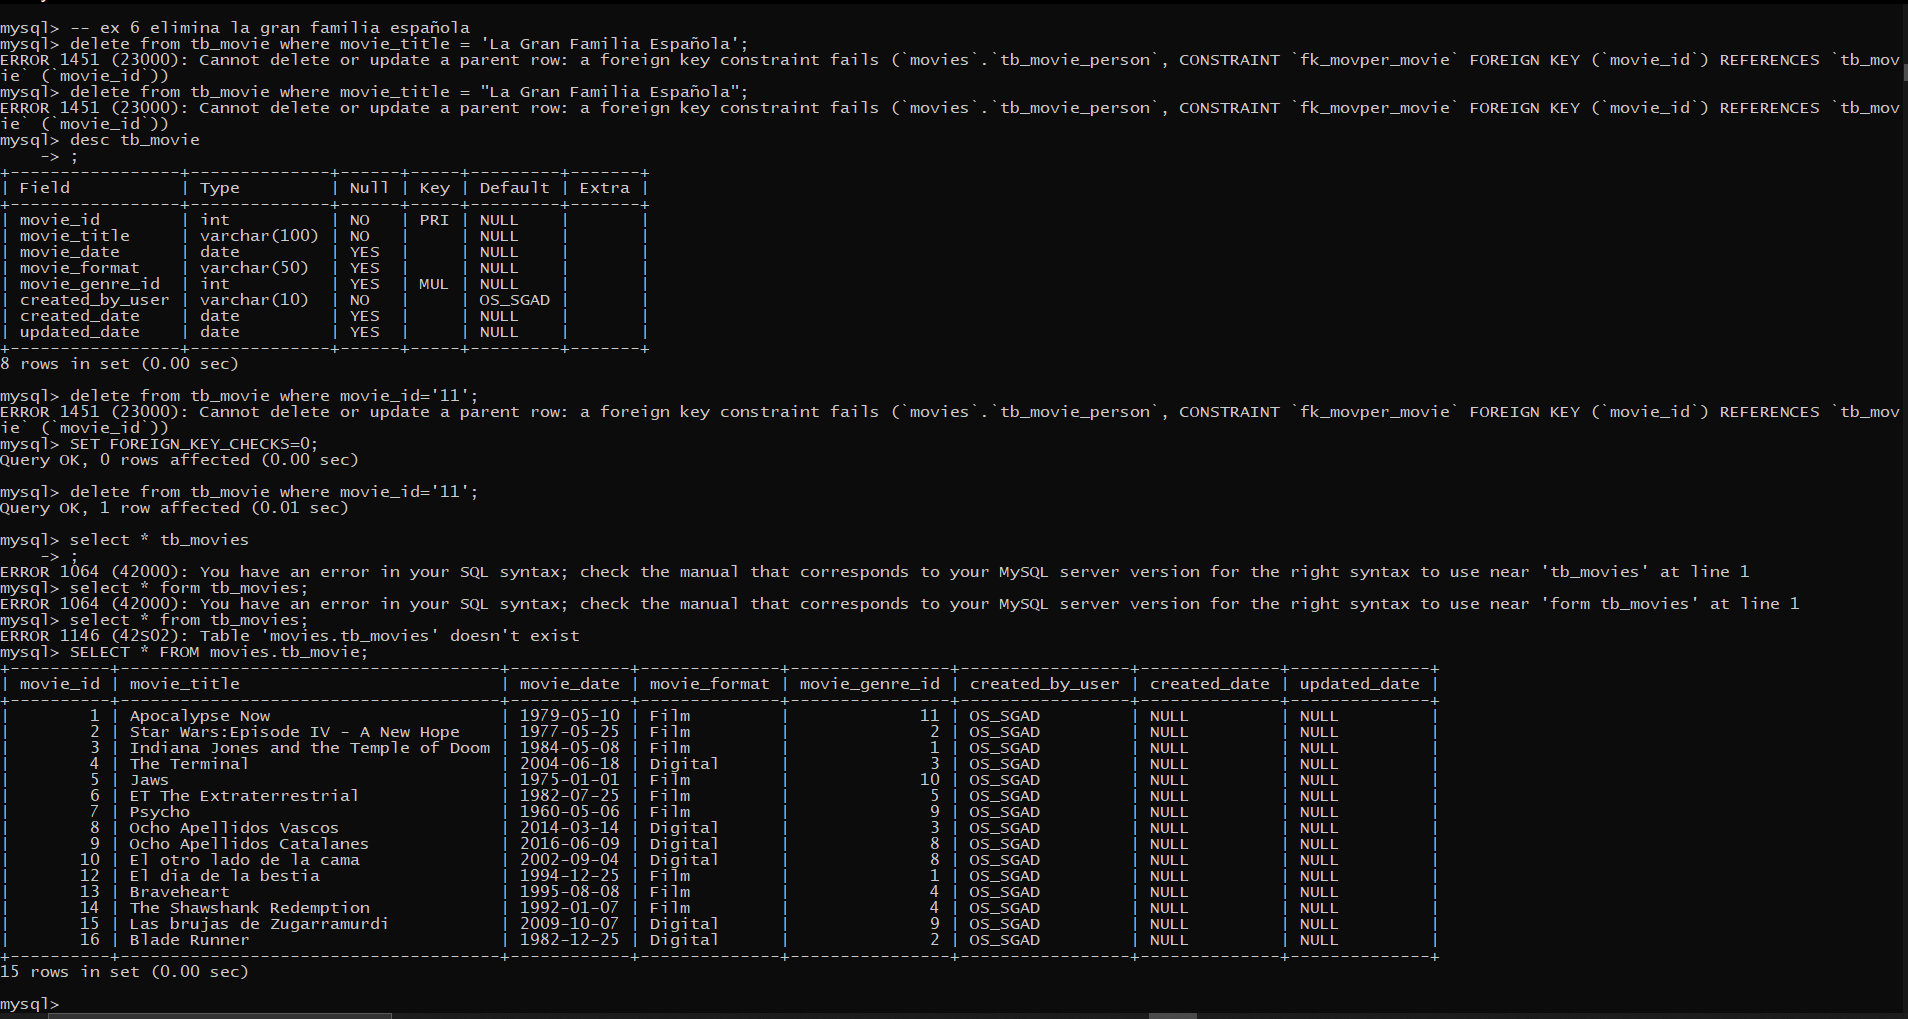 mysql> -- ex 6 elimina la gran familia española
mysql> delete from tb_movie where movie_title = 'La Gran Familia Española';
ERROR 1451 (23000): Cannot delete or update a parent row: a foreign key constraint fails (`movies`.`tb_movie_person`, CONSTRAINT `fk_movper_movie` FOREIGN KEY (`movie_id`) REFERENCES `tb_mov
ie` (`movie_id`))
mysql> delete from tb_movie where movie_title = "La Gran Familia Española";
ERROR 1451 (23000): Cannot delete or update a parent row: a foreign key constraint fails (`movies`.`tb_movie_person`, CONSTRAINT `fk_movper_movie` FOREIGN KEY (`movie_id`) REFERENCES `tb_mov
ie` (`movie_id`))
mysql> desc tb_movie
    -> ;
+-----------------+--------------+------+-----+---------+-------+
| Field           | Type         | Null | Key | Default | Extra |
+-----------------+--------------+------+-----+---------+-------+
| movie_id        | int          | NO   | PRI | NULL    |       |
| movie_title     | varchar(100) | NO   |     | NULL    |       |
| movie_date      | date         | YES  |     | NULL    |       |
| movie_format    | varchar(50)  | YES  |     | NULL    |       |
| movie_genre_id  | int          | YES  | MUL | NULL    |       |
| created_by_user | varchar(10)  | NO   |     | OS_SGAD |       |
| created_date    | date         | YES  |     | NULL    |       |
| updated_date    | date         | YES  |     | NULL    |       |
+-----------------+--------------+------+-----+---------+-------+
8 rows in set (0.00 sec)
mysql> delete from tb_movie where movie_id='11';
ERROR 1451 (23000): Cannot delete or update a parent row: a foreign key constraint fails (`movies`.`tb_movie_person`, CONSTRAINT `fk_movper_movie` FOREIGN KEY (`movie_id`) REFERENCES `tb_mov
ie` (`movie_id`))
mysql> SET FOREIGN_KEY_CHECKS=0;
Query OK, 0 rows affected (0.00 sec)
mysql> delete from tb_movie where movie_id='11';
Query OK, 1 row affected (0.01 sec)
mysql> select * tb_movies
    -> ;
ERROR 1064 (42000): You have an error in your SQL syntax; check the manual that corresponds to your MySQL server version for the right syntax to use near 'tb_movies' at line 1
mysql> select * form tb_movies;
ERROR 1064 (42000): You have an error in your SQL syntax; check the manual that corresponds to your MySQL server version for the right syntax to use near 'form tb_movies' at line 1
mysql> select * from tb_movies;
ERROR 1146 (42S02): Table 'movies.tb_movies' doesn't exist
mysql> SELECT * FROM movies.tb_movie;
+----------+--------------------------------------+------------+--------------+----------------+-----------------+--------------+--------------+
| movie_id | movie_title                          | movie_date | movie_format | movie_genre_id | created_by_user | created_date | updated_date |
+----------+--------------------------------------+------------+--------------+----------------+-----------------+--------------+--------------+
|        1 | Apocalypse Now                       | 1979-05-10 | Film         |             11 | OS_SGAD         | NULL         | NULL         |
|        2 | Star Wars:Episode IV - A New Hope    | 1977-05-25 | Film         |              2 | OS_SGAD         | NULL         | NULL         |
|        3 | Indiana Jones and the Temple of Doom | 1984-05-08 | Film         |              1 | OS_SGAD         | NULL         | NULL         |
|        4 | The Terminal                         | 2004-06-18 | Digital      |              3 | OS_SGAD         | NULL         | NULL         |
|        5 | Jaws                                 | 1975-01-01 | Film         |             10 | OS_SGAD         | NULL         | NULL         |
|        6 | ET The Extraterrestrial              | 1982-07-25 | Film         |              5 | OS_SGAD         | NULL         | NULL         |
|        7 | Psycho                               | 1960-05-06 | Film         |              9 | OS_SGAD         | NULL         | NULL         |
|        8 | Ocho Apellidos Vascos                | 2014-03-14 | Digital      |              3 | OS_SGAD         | NULL         | NULL         |
|        9 | Ocho Apellidos Catalanes             | 2016-06-09 | Digital      |              8 | OS_SGAD         | NULL         | NULL         |
|       10 | El otro lado de la cama              | 2002-09-04 | Digital      |              8 | OS_SGAD         | NULL         | NULL         |
|       12 | El dia de la bestia                  | 1994-12-25 | Film         |              1 | OS_SGAD         | NULL         | NULL         |
|       13 | Braveheart                           | 1995-08-08 | Film         |              4 | OS_SGAD         | NULL         | NULL         |
|       14 | The Shawshank Redemption             | 1992-01-07 | Film         |              4 | OS_SGAD         | NULL         | NULL         |
|       15 | Las brujas de Zugarramurdi           | 2009-10-07 | Digital      |              9 | OS_SGAD         | NULL         | NULL         |
|       16 | Blade Runner                         | 1982-12-25 | Digital      |              2 | OS_SGAD         | NULL         | NULL         |
+----------+--------------------------------------+------------+--------------+----------------+-----------------+--------------+--------------+
15 rows in set (0.00 sec)
mysql>